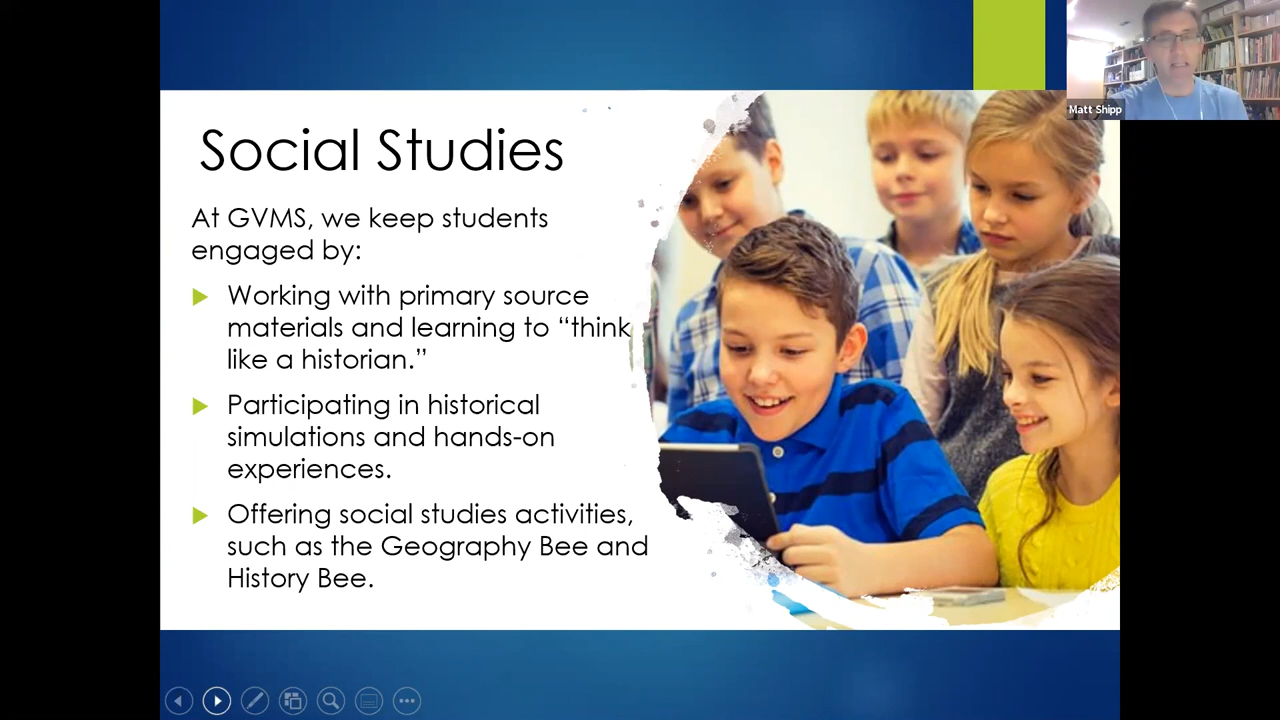 Matt Shipp
Social Studies
At GVMS, we keep students
engaged by:
Working with primary source
materials and learning to “think
like a historian.”
Participating in historical
simulations and hands-on
experiences.
Offering social studies activities,
such as the Geography Bee and
History Bee.